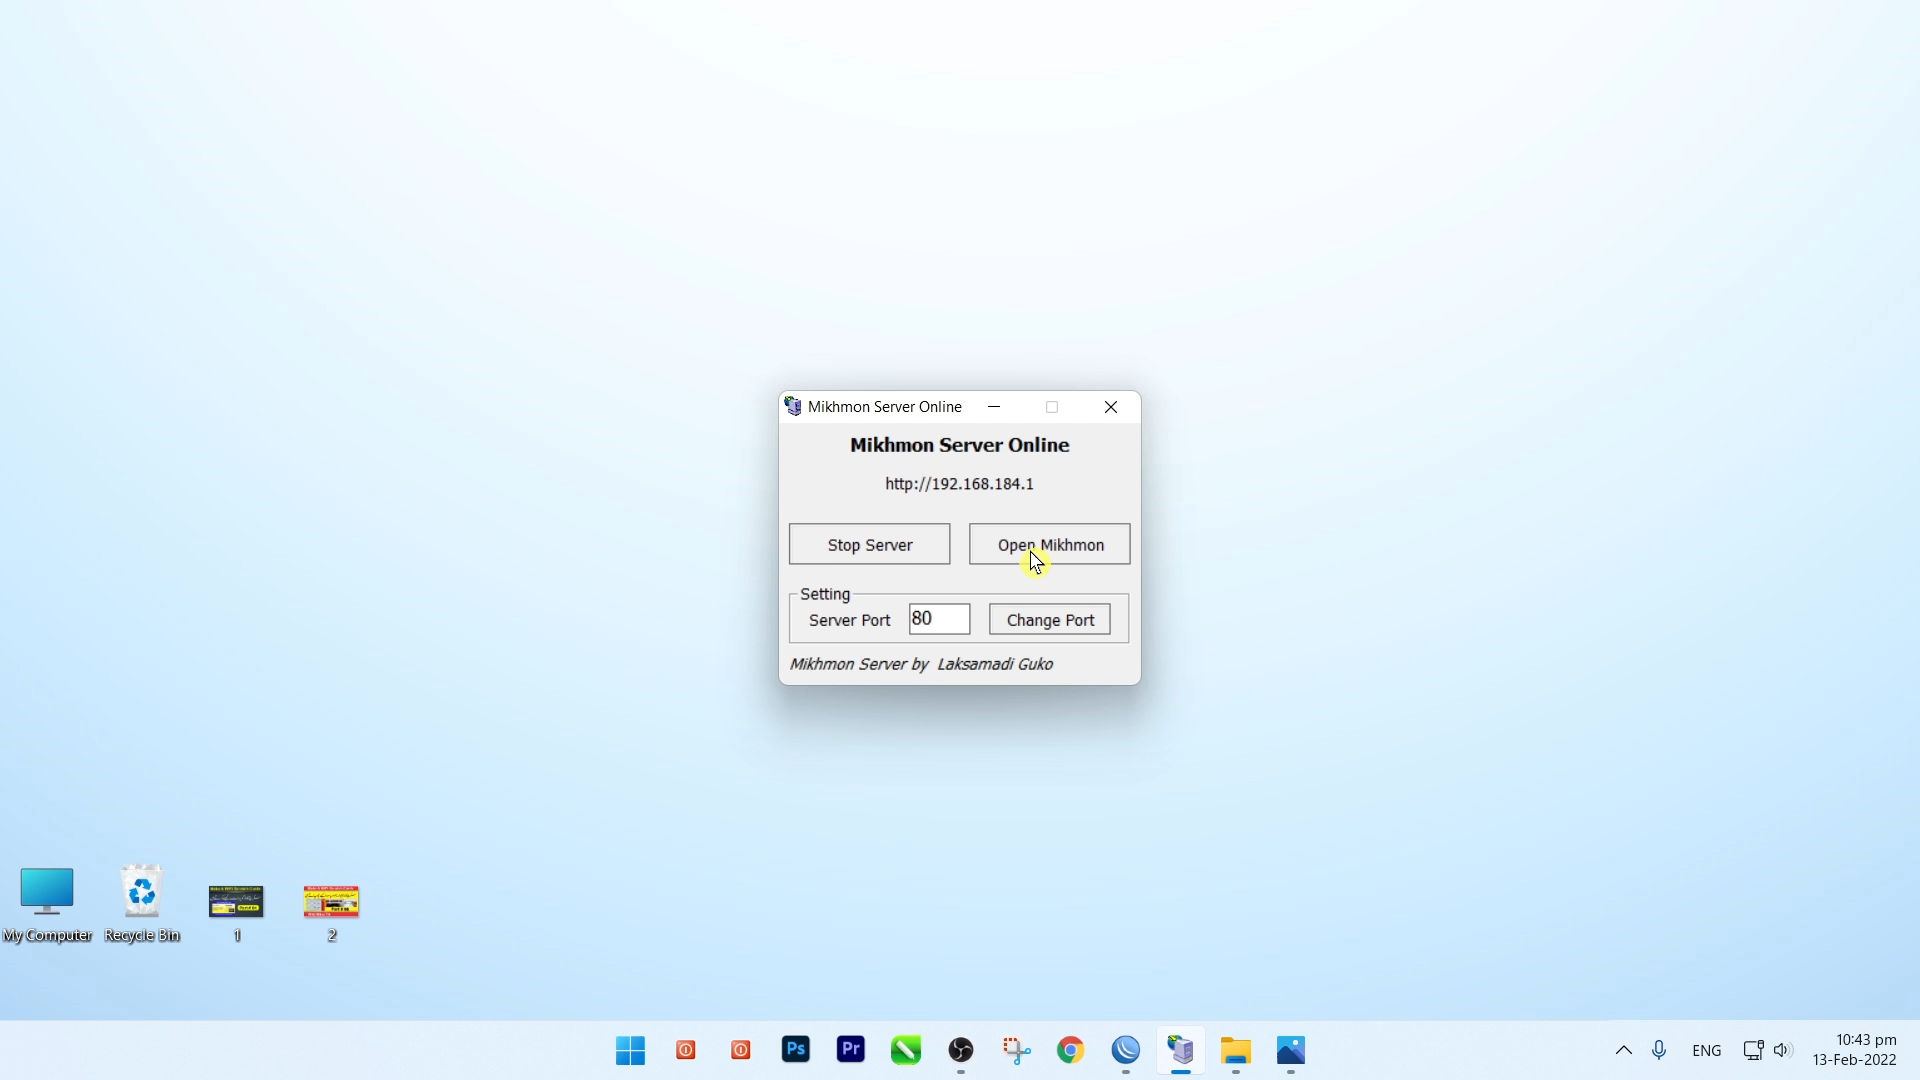 Mikhmon Server Online
Mikhmon Server Online
http://192.168.184.1
Stop Server
Open Mikhmon
Setting
Server Port
80
Change Port
Mikhmon Server by Laksamadi Guko
My Computer
Recycle Bin
1
2
Ps
Pr
ENG
10:43 pm
13-Feb-2022